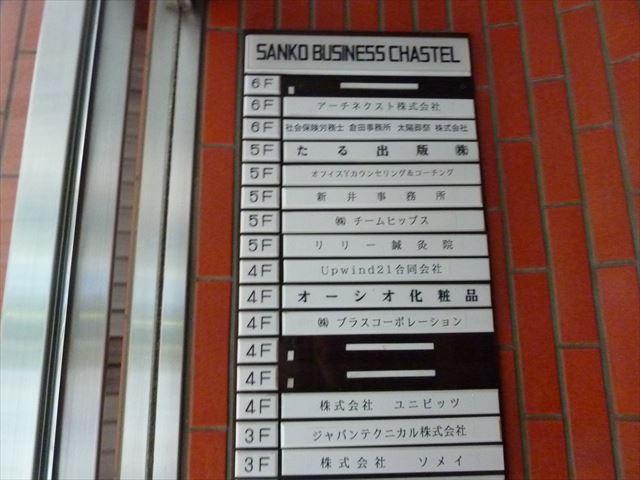 SANKO BUSINESS CHASTEL
6F
6F アーチネクスト株式会社
6F 社会保険労務士 倉田事務所 太陽葬祭 株式会社
5F たる出版㈱
5F オフィスYカウンセリング&コーチング
5F 新井事務所
5F ㈱ チームヒップス
5F リリー鍼灸院
4F Upwind21合同会社
4F オーシオ化粧品
4F ㈱ プラスコーポレーション
4F
4F
4F 株式会社 ユニピッツ
3F ジャパンテクニカル株式会社
3F 株式会社 ソメイ